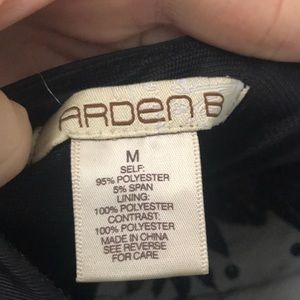 ARDEN B
M
SELF:
95% POLYESTER
5% SPAN
LINING:
100% POLYESTER
CONTRAST:
100% POLYESTER
MADE IN CHINA
SEE REVERSE
FOR CARE